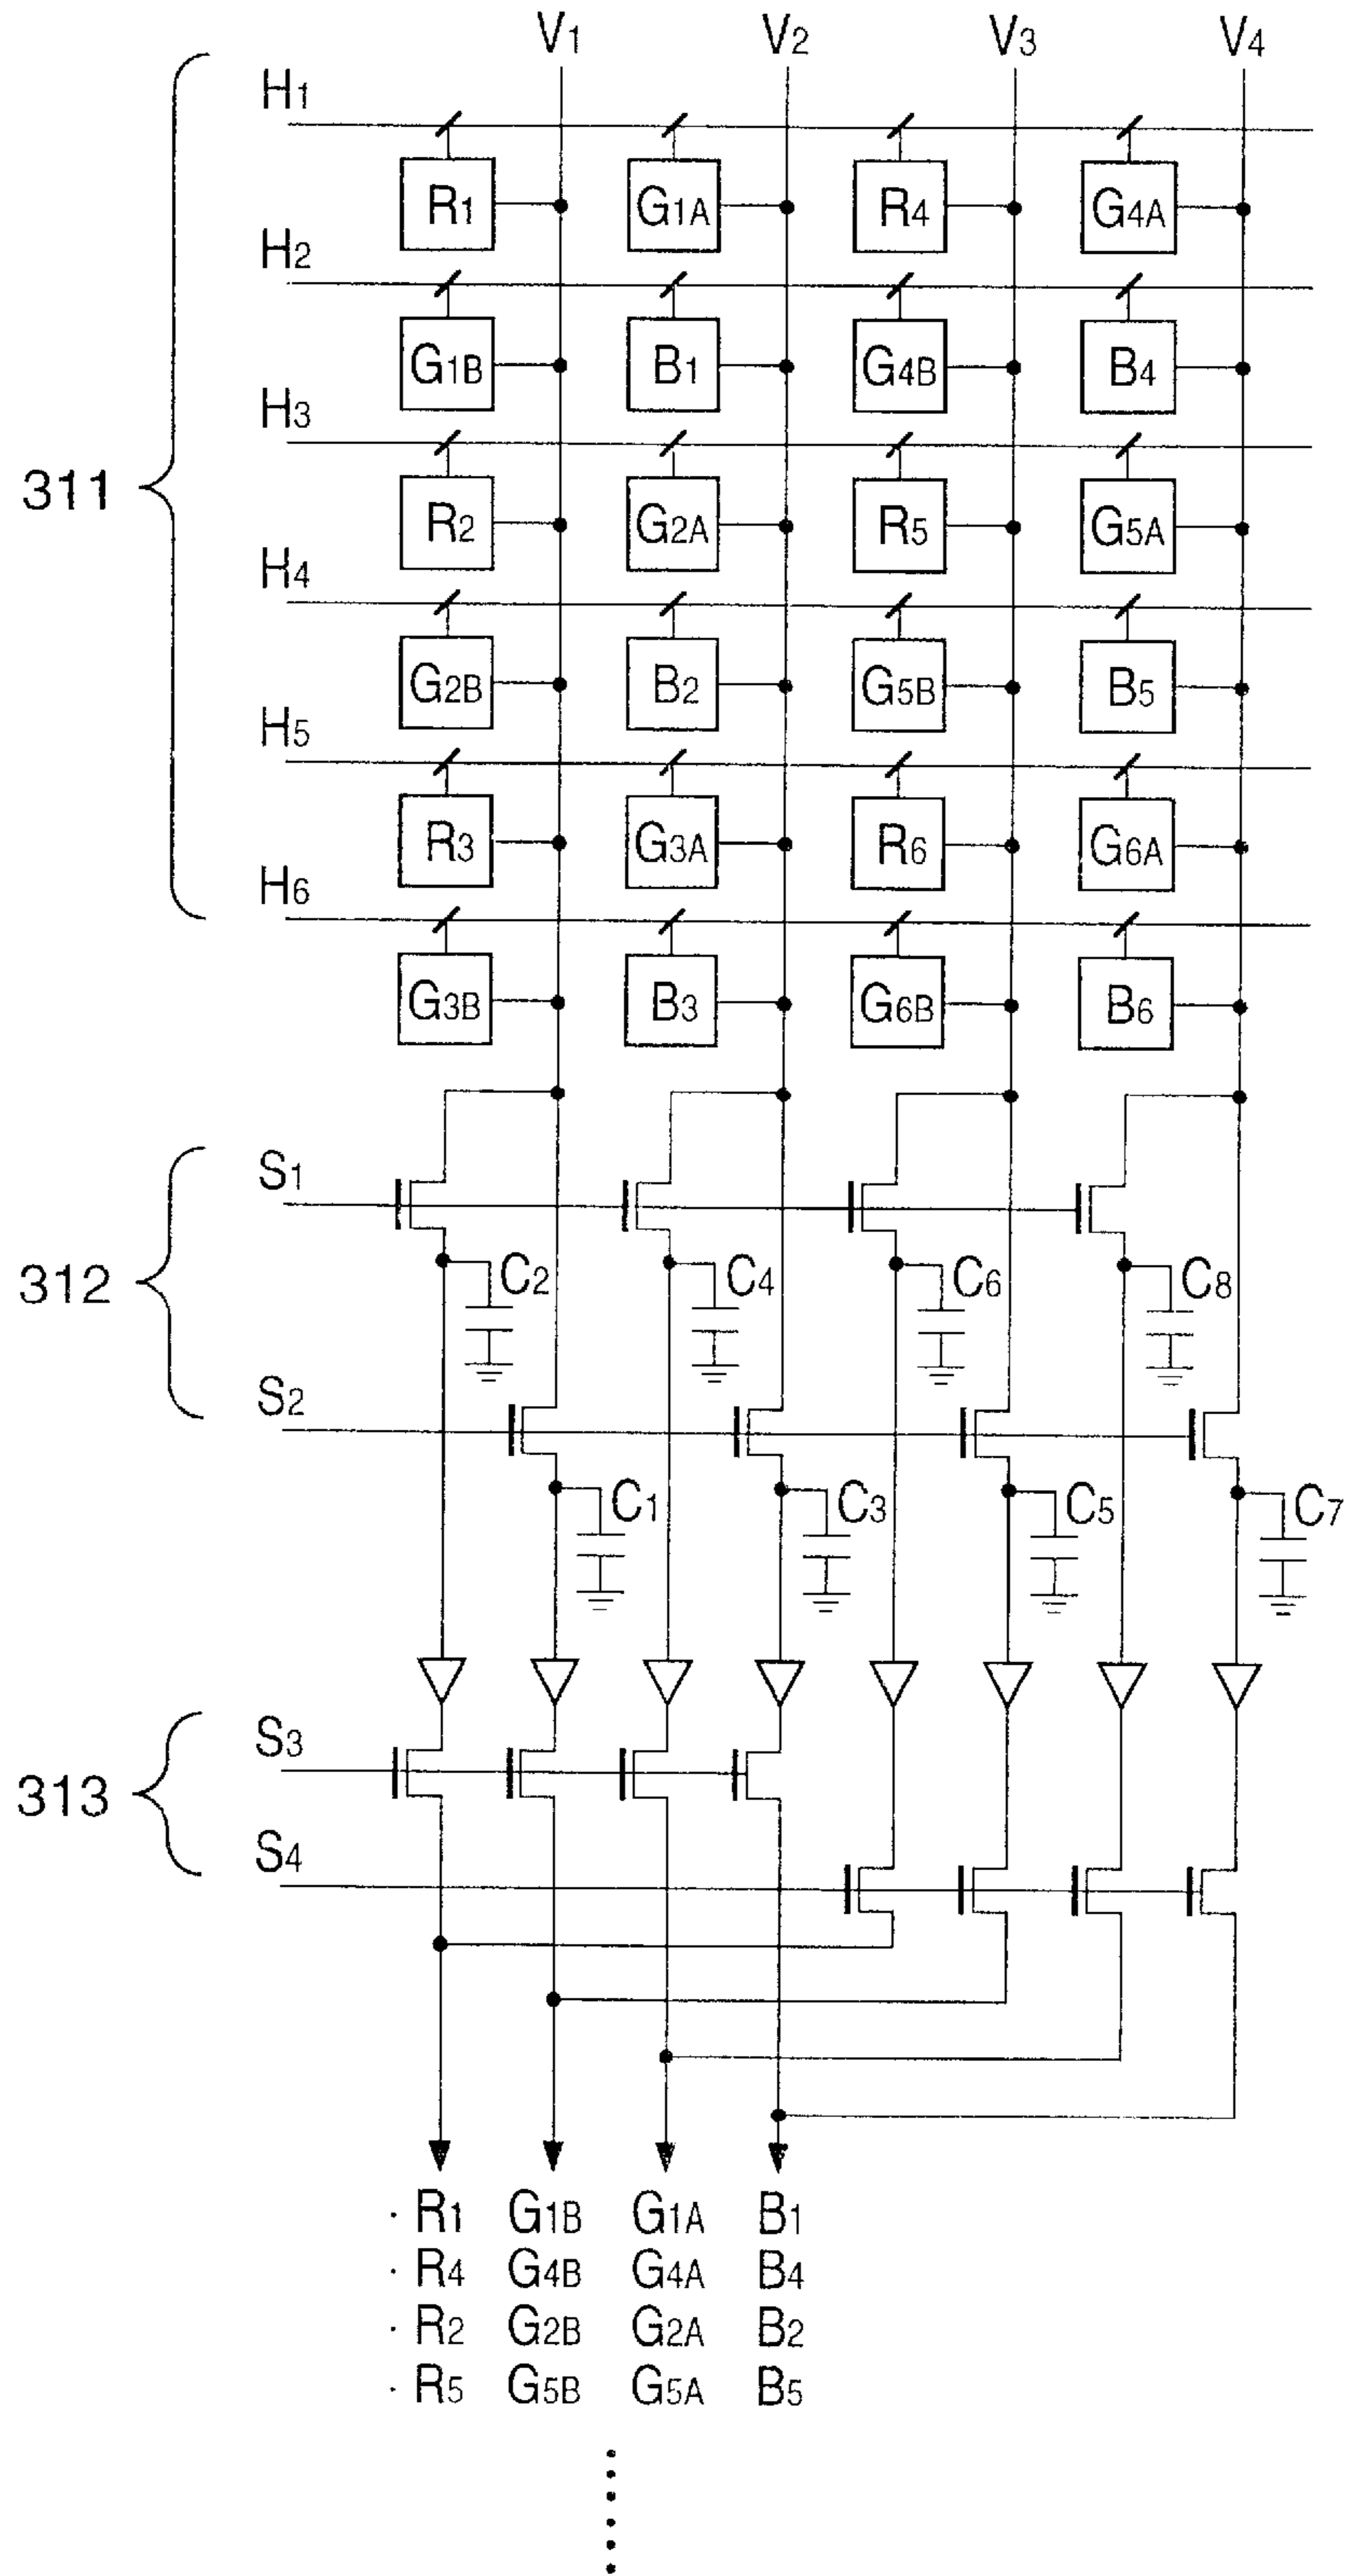 V1 V2 V3 V4
H1
R1 G1A R4 G4A
H2
G1B B1 G4B B4
H3
311
R2 G2A R5 G5A
H4
G2B B2 G5B B5
H5
R3 G3A R6 G6A
H6
G3B B3 G6B B6
S1
312
C2 C4 C6 C8
S2
C1 C3 C5 C7
S3
313
S4
· R1 G1B G1A B1
· R4 G4B G4A B4
· R2 G2B G2A B2
· R5 G5B G5A B5